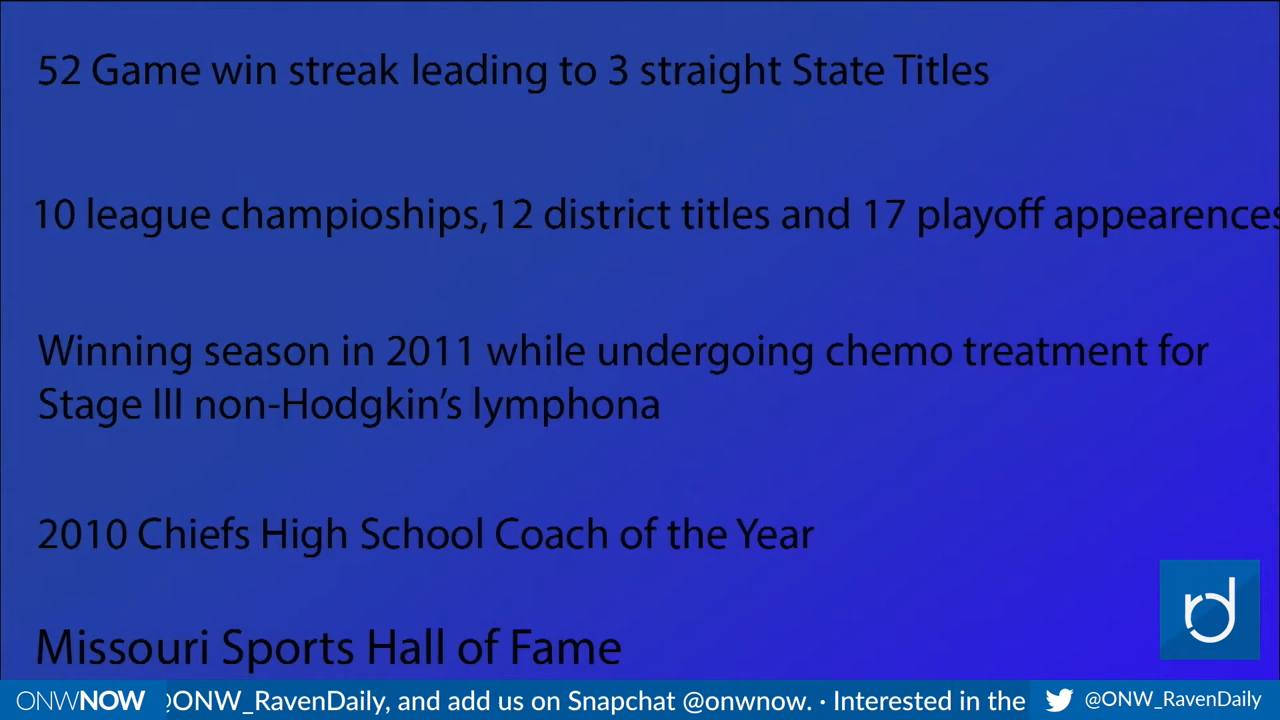 52 Game win streak leading to 3 straight State Titles
10 league champioships,12 district titles and 17 playoff appearences
Winning season in 2011 while undergoing chemo treatment for
Stage III non-Hodgkin’s lymphona
2010 Chiefs High School Coach of the Year
rd
Missouri Sports Hall of Fame
ONWNOW @ONW_RavenDaily, and add us on Snapchat @onwnow. · Interested in the @ONW_RavenDaily